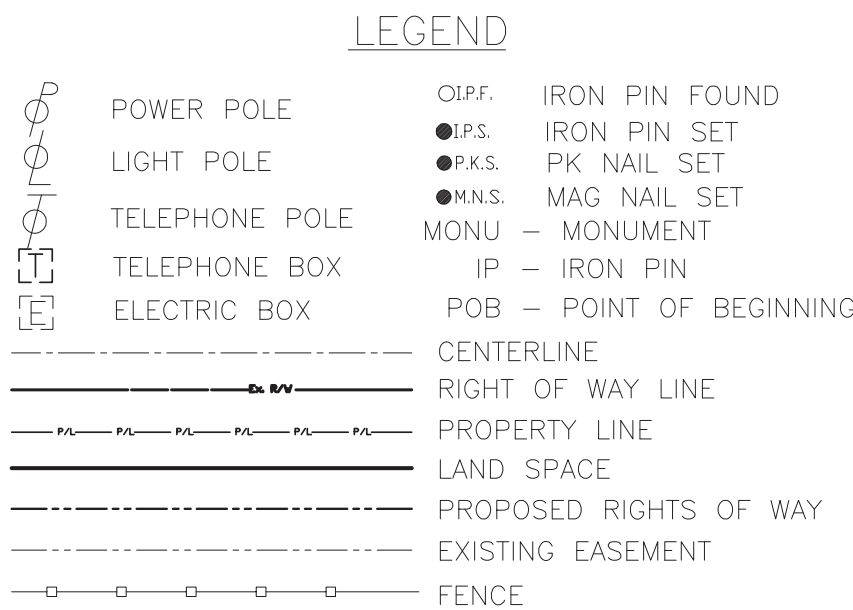 LEGEND
P POWER POLE
L LIGHT POLE
T TELEPHONE POLE
T TELEPHONE BOX
E ELECTRIC BOX
I.P.F. IRON PIN FOUND
I.P.S. IRON PIN SET
P.K.S. PK NAIL SET
M.N.S. MAG NAIL SET
MONU – MONUMENT
IP – IRON PIN
POB – POINT OF BEGINNING
CENTERLINE
Ex. R/W RIGHT OF WAY LINE
P/L P/L P/L P/L P/L P/L PROPERTY LINE
LAND SPACE
PROPOSED RIGHTS OF WAY
EXISTING EASEMENT
FENCE